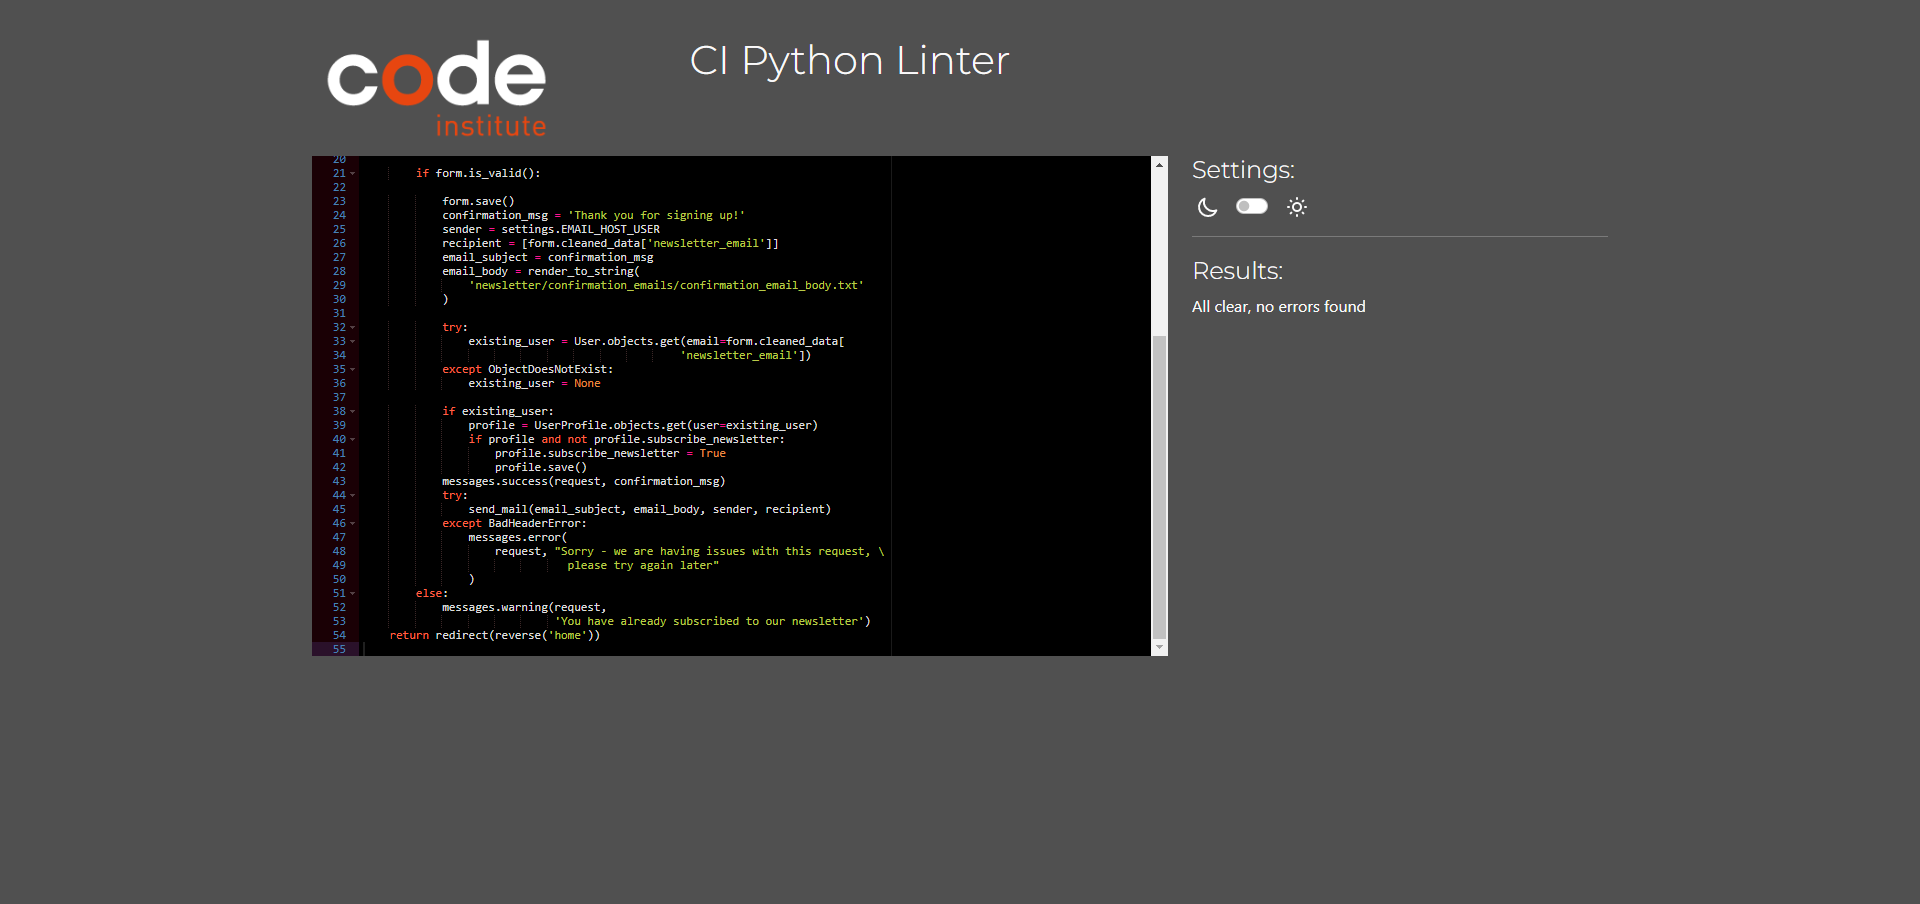 code
institute
CI Python Linter
20
21 if form.is_valid():
22
23 form.save()
24 confirmation_msg = 'Thank you for signing up!'
25 sender = settings.EMAIL_HOST_USER
26 recipient = [form.cleaned_data['newsletter_email']]
27 email_subject = confirmation_msg
28 email_body = render_to_string(
29 'newsletter/confirmation_emails/confirmation_email_body.txt'
30 )
31
32 try:
33 existing_user = User.objects.get(email=form.cleaned_data[
34 'newsletter_email'])
35 except ObjectDoesNotExist:
36 existing_user = None
37
38 if existing_user:
39 profile = UserProfile.objects.get(user=existing_user)
40 if profile and not profile.subscribe_newsletter:
41 profile.subscribe_newsletter = True
42 profile.save()
43 messages.success(request, confirmation_msg)
44 try:
45 send_mail(email_subject, email_body, sender, recipient)
46 except BadHeaderError:
47 messages.error(
48 request, "Sorry - we are having issues with this request, \
49 please try again later"
50 )
51 else:
52 messages.warning(request,
53 'You have already subscribed to our newsletter')
54 return redirect(reverse('home'))
55
Settings:
Results:
All clear, no errors found